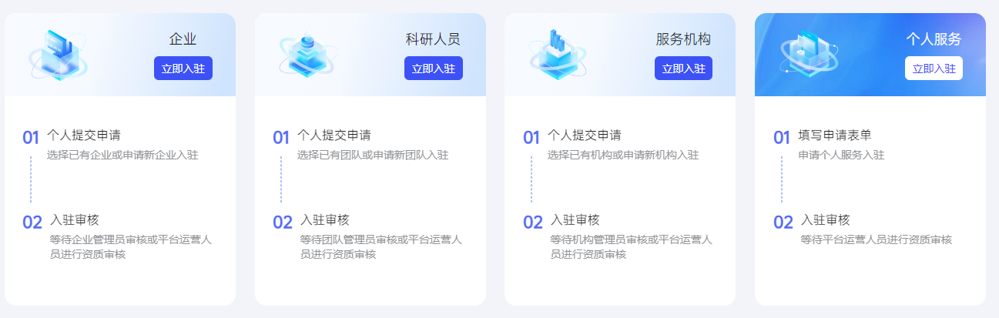 企业
立即入驻
01 个人提交申请
选择已有企业或申请新企业入驻
02 入驻审核
等待企业管理员审核或平台运营人
员进行资质审核
科研人员
立即入驻
01 个人提交申请
选择已有团队或申请新团队入驻
02 入驻审核
等待团队管理员审核或平台运营人
员进行资质审核
服务机构
立即入驻
01 个人提交申请
选择已有机构或申请新机构入驻
02 入驻审核
等待机构管理员审核或平台运营人
员进行资质审核
个人服务
立即入驻
01 填写申请表单
申请个人服务入驻
02 入驻审核
等待平台运营人员进行资质审核